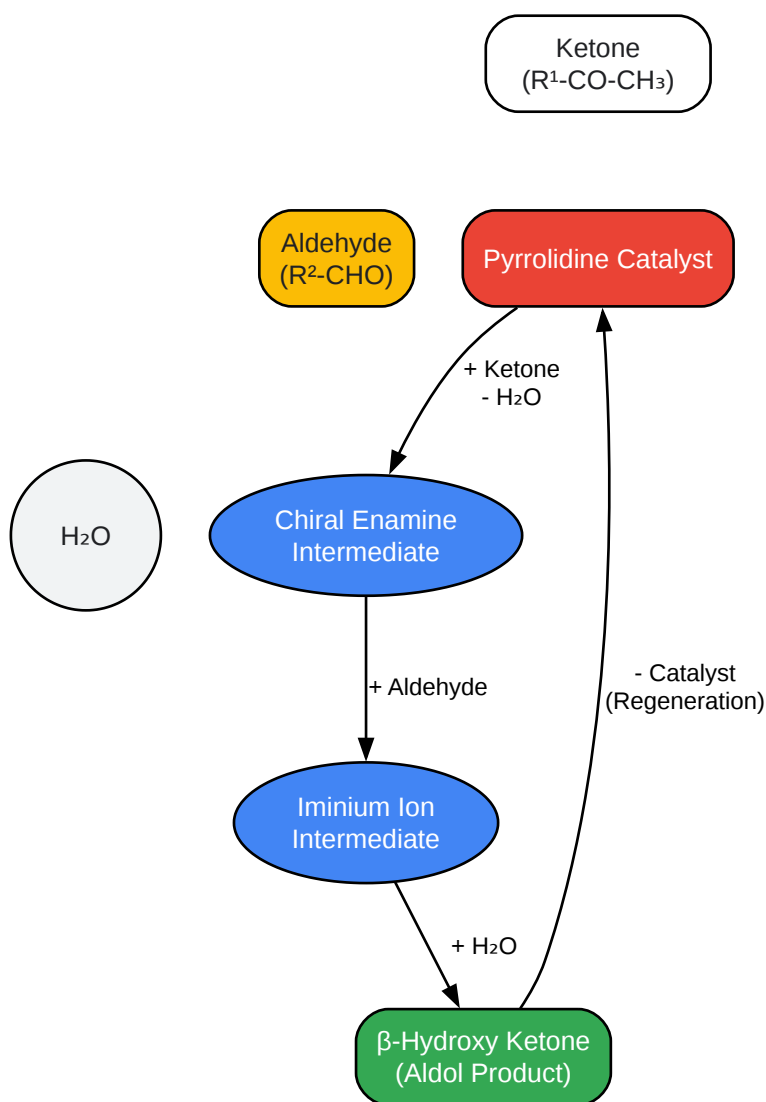 Ketone
(R¹-CO-CH₃)
Aldehyde
(R²-CHO)
Pyrrolidine Catalyst
+ Ketone
- H₂O
H₂O
Chiral Enamine
Intermediate
+ Aldehyde
- Catalyst
(Regeneration)
Iminium Ion
Intermediate
+ H₂O
β-Hydroxy Ketone
(Aldol Product)